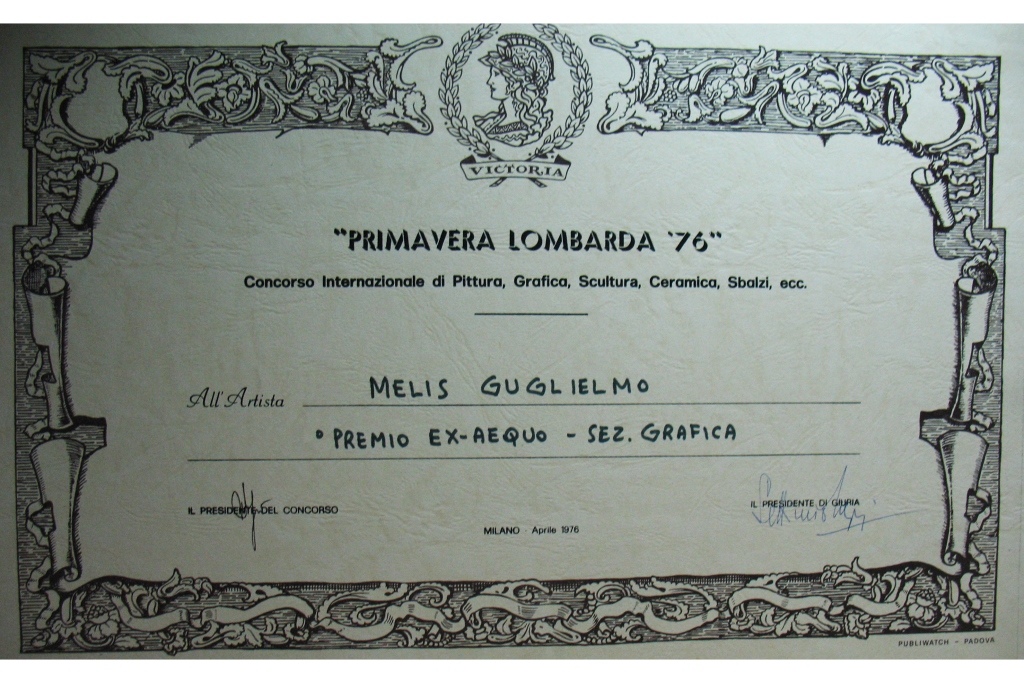 VICTORIA
"PRIMAVERA LOMBARDA '76"
Concorso Internazionale di Pittura, Grafica, Scultura, Ceramica, Sbalzi, ecc.
All'Artista MELIS GUGLIELMO
° PREMIO EX-AEQUO - SEZ. GRAFICA
IL PRESIDENTE DEL CONCORSO
IL PRESIDENTE DI GIURIA
MILANO - Aprile 1976
PUBLIWATCH - PADOVA